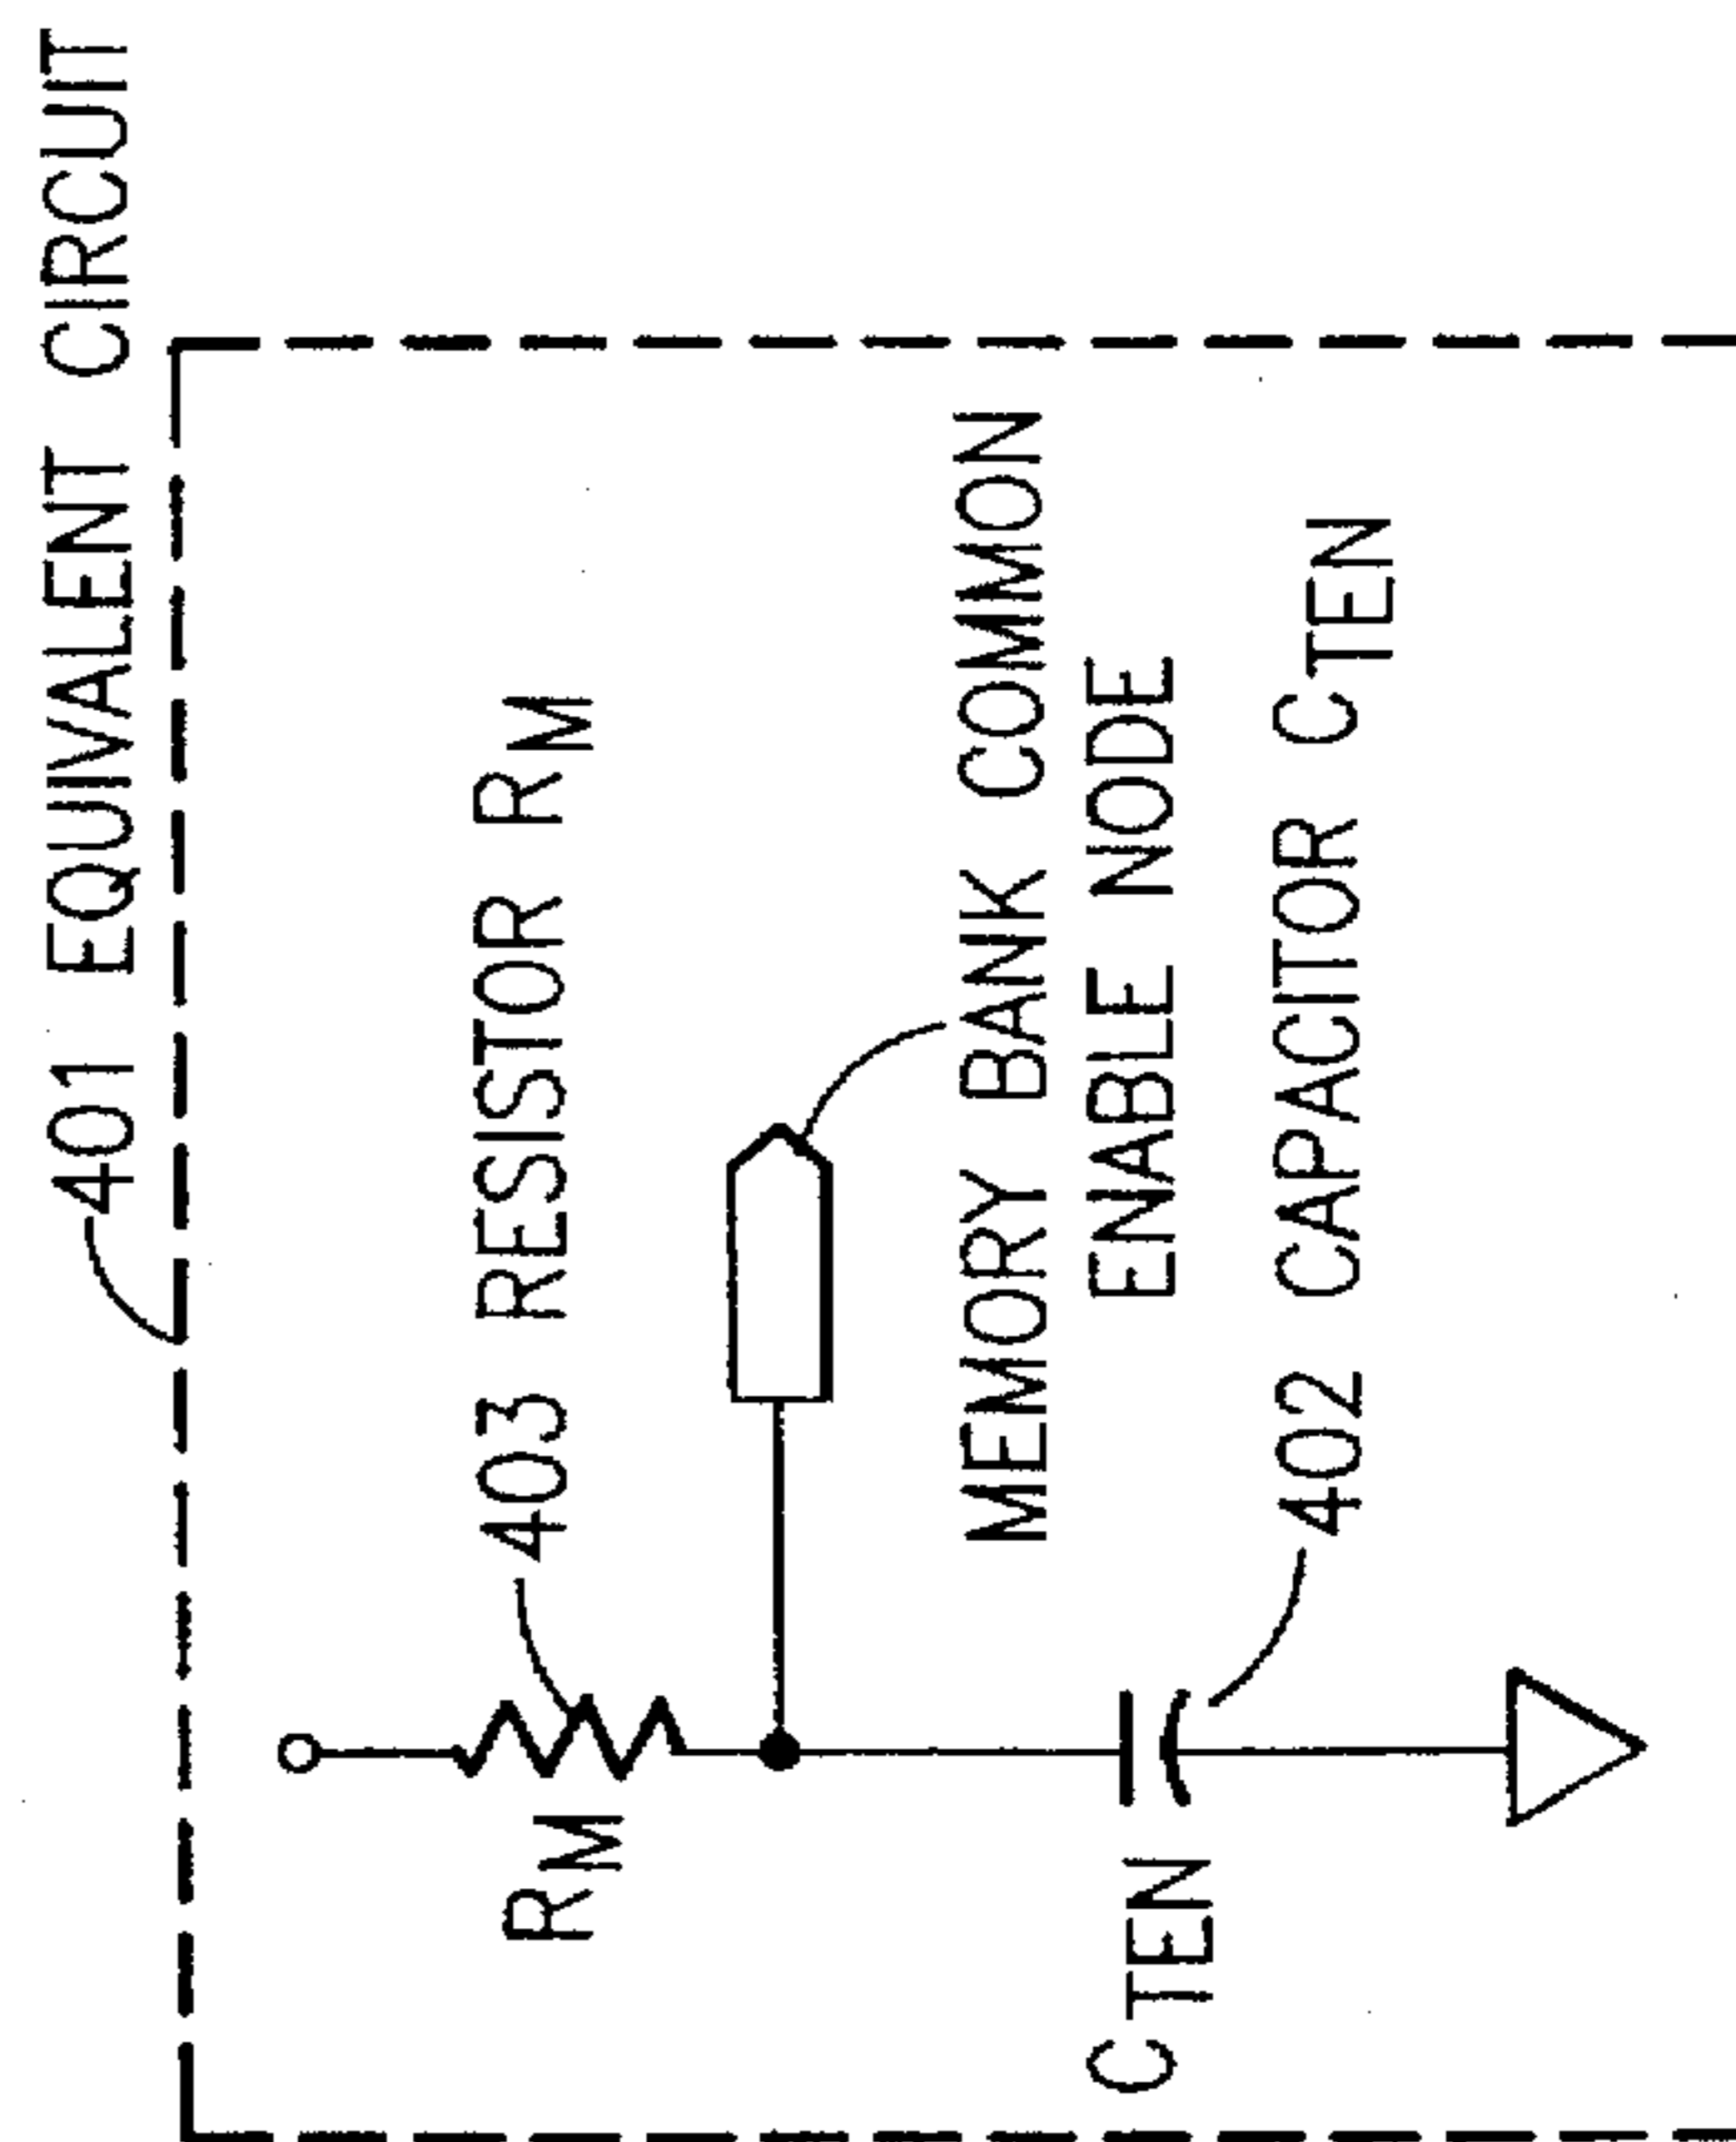 401 EQUIVALENT CIRCUIT
RM
403 RESISTOR RM
MEMORY BANK COMMON
ENABLE NODE
CTEN
402 CAPACITOR CTEN